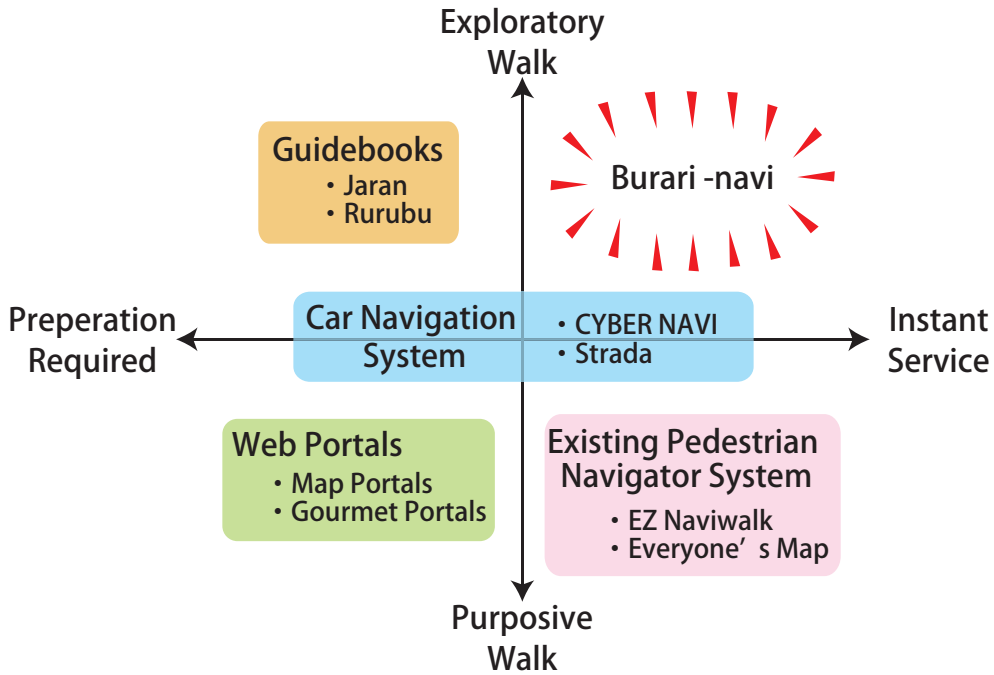 Exploratory
Walk
Guidebooks
・Jaran
・Rurubu
Burari -navi
Preperation
Required
Car Navigation
System
・CYBER NAVI
・Strada
Instant
Service
Web Portals
・Map Portals
・Gourmet Portals
Existing Pedestrian
Navigator System
・EZ Naviwalk
・Everyone’s Map
Purposive
Walk